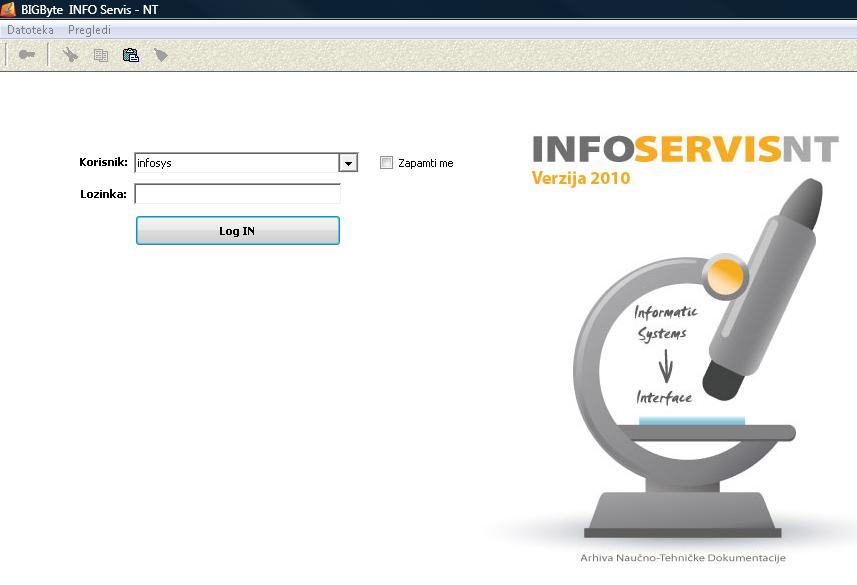 BIGByte INFO Servis - NT
Datoteka Pregledi
Korisnik: infosys Zapamti me
Lozinka:
Log IN
INFOSERVISNT
Verzija 2010
Informatic
Systems
Interface
Arhiva Naučno-Tehničke Dokumentacije